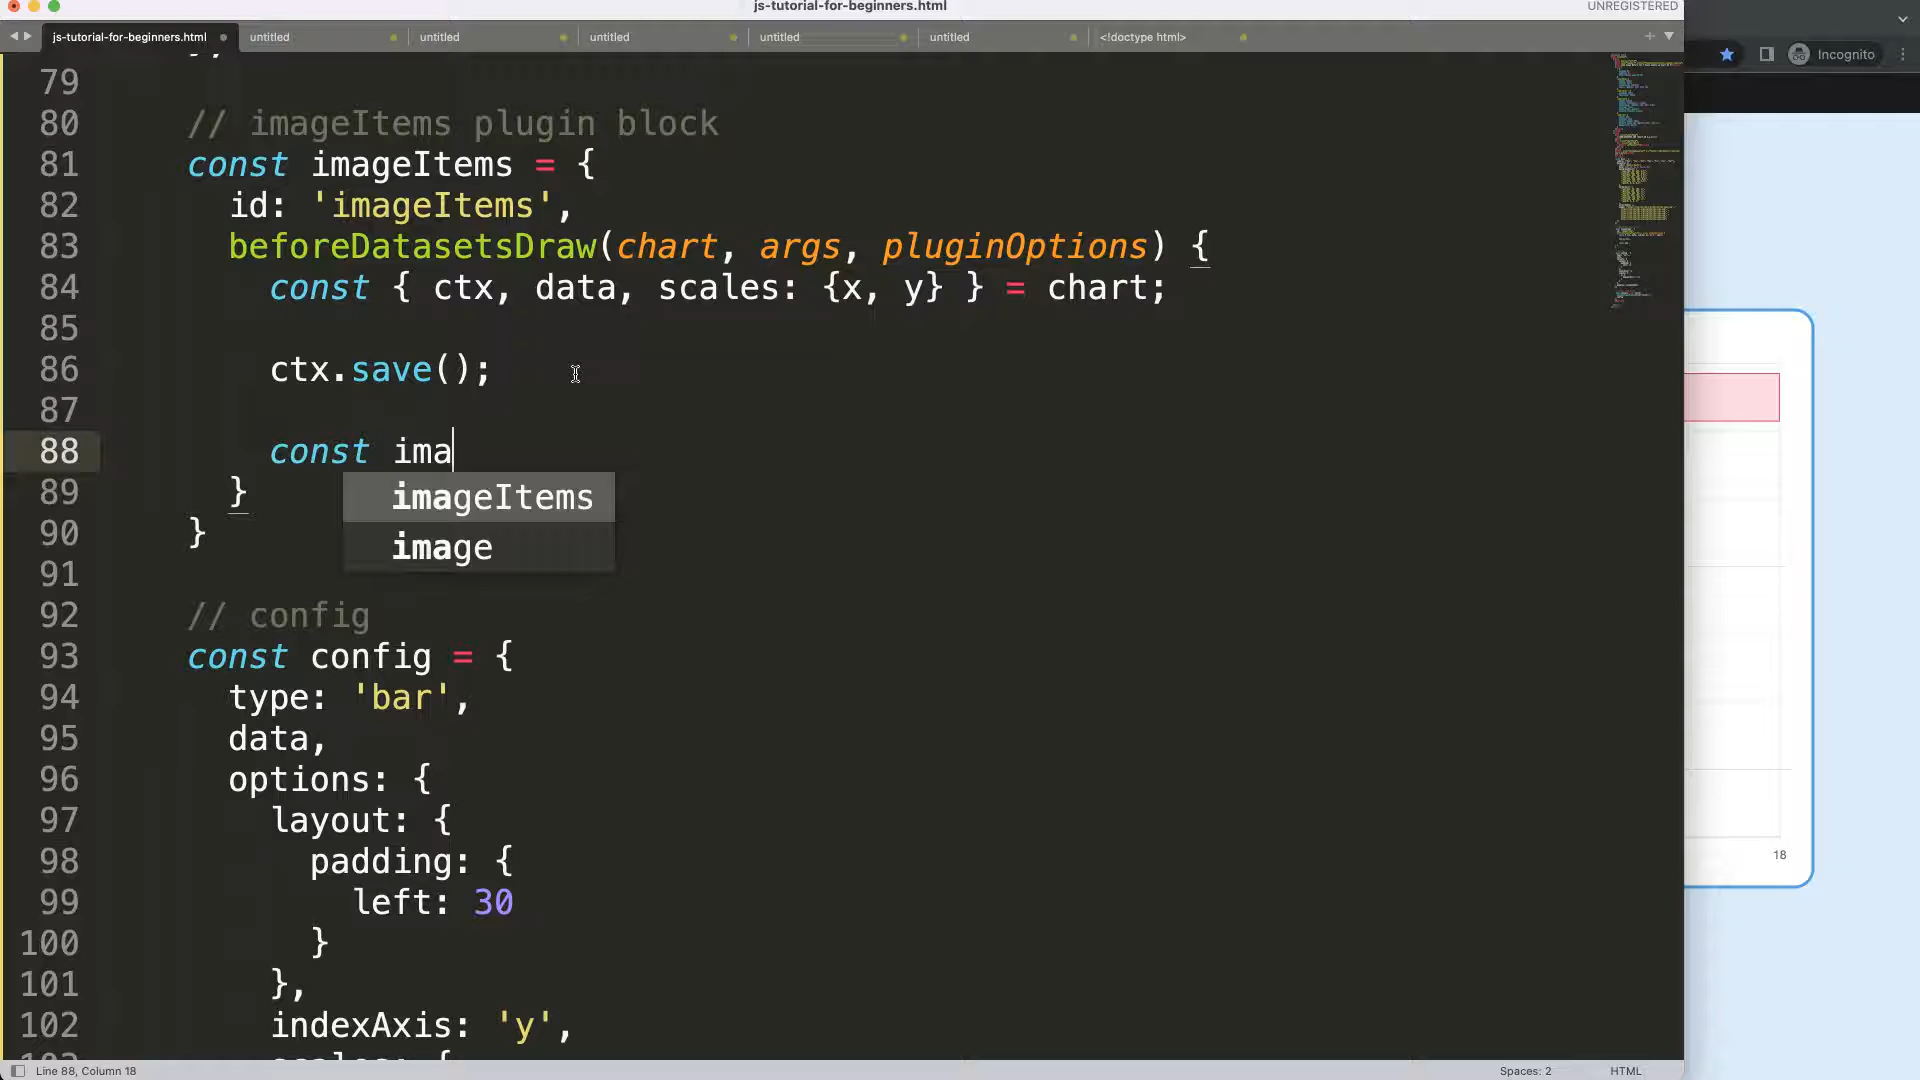 js-tutorial-for-beginners.html
UNREGISTERED
js-tutorial-for-beginners.html untitled untitled untitled untitled untitled <!doctype html>
Incognito
79
80 // imageItems plugin block
81 const imageItems = {
82 id: 'imageItems',
83 beforeDatasetsDraw(chart, args, pluginOptions) {
84 const { ctx, data, scales: {x, y} } = chart;
85
86 ctx.save();
87
88 const ima
imageItems
image
89 }
90 }
91
92 // config
93 const config = {
94 type: 'bar',
95 data,
96 options: {
97 layout: {
98 padding: {
99 left: 30
100 }
101 },
102 indexAxis: 'y',
18
Line 88, Column 18
Spaces: 2
HTML